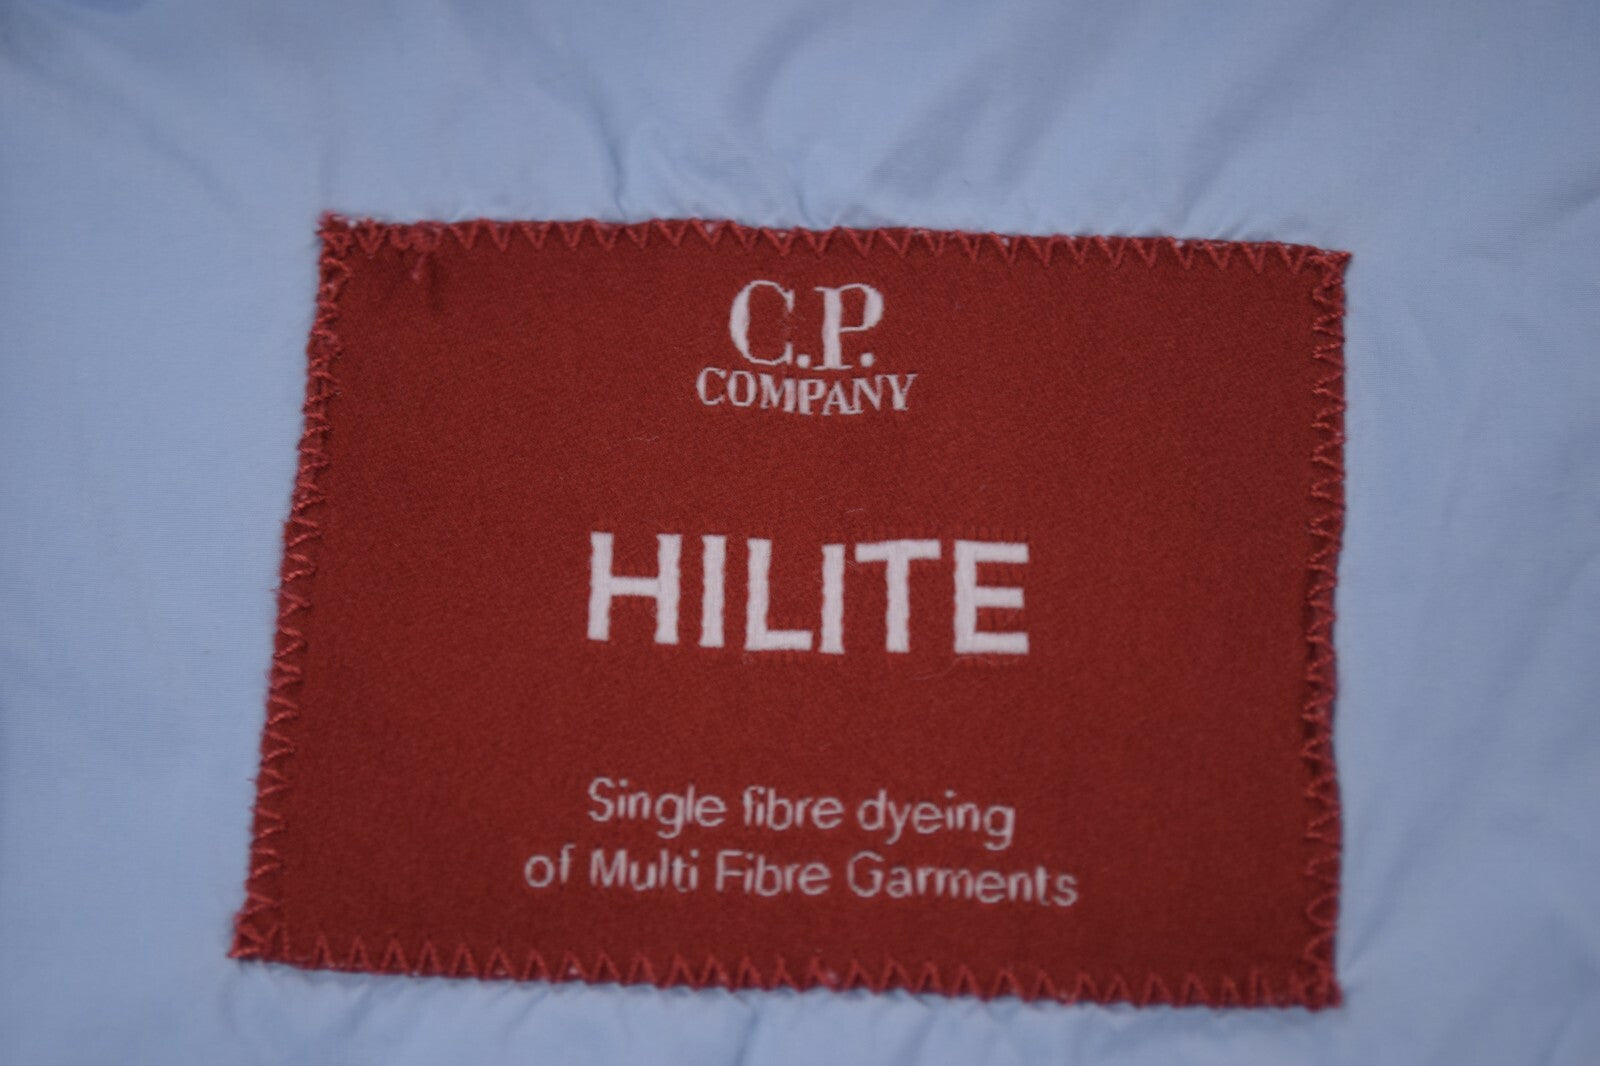 C.P.
COMPANY
HILITE
Single fibre dyeing
of Multi Fibre Garments